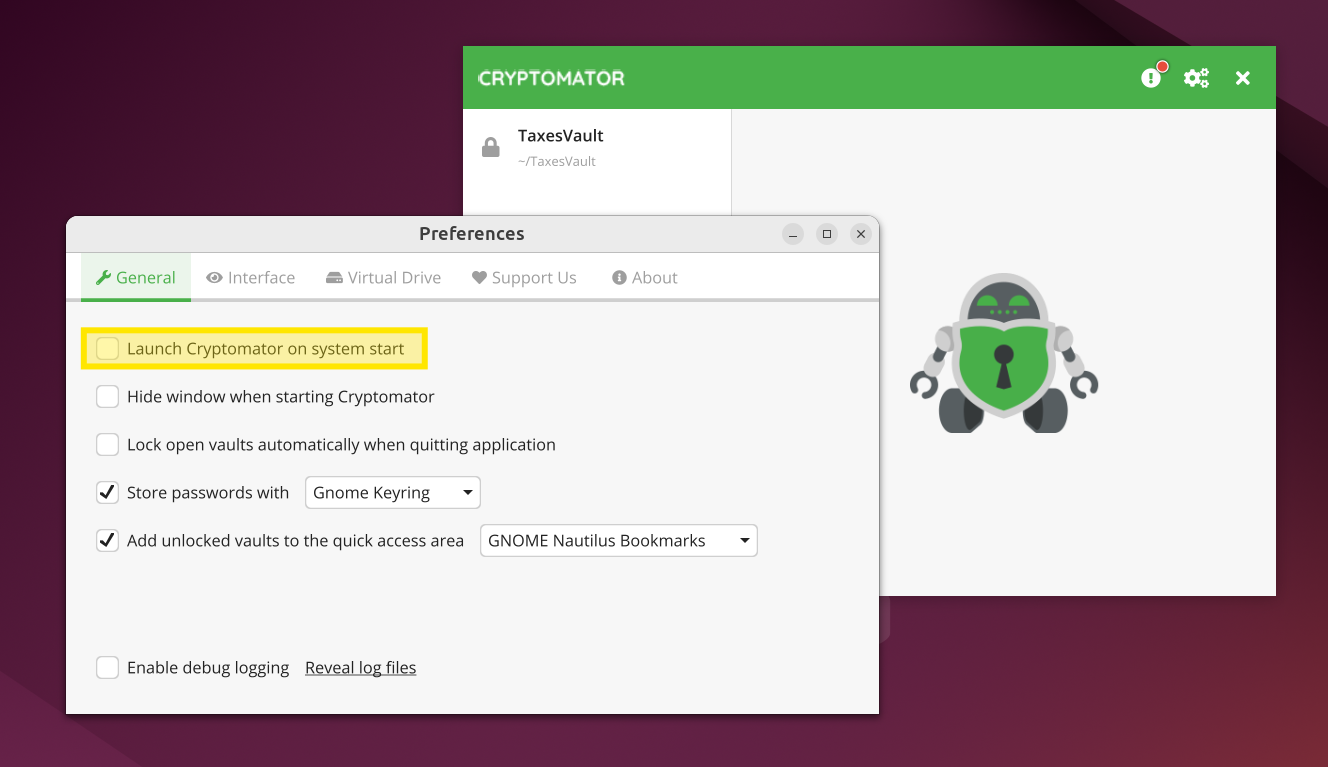 CRYPTOMATOR
TaxesVault
~/TaxesVault
Preferences
General
Interface
Virtual Drive
Support Us
About
Launch Cryptomator on system start
Hide window when starting Cryptomator
Lock open vaults automatically when quitting application
Store passwords with Gnome Keyring
Add unlocked vaults to the quick access area GNOME Nautilus Bookmarks
Enable debug logging Reveal log files